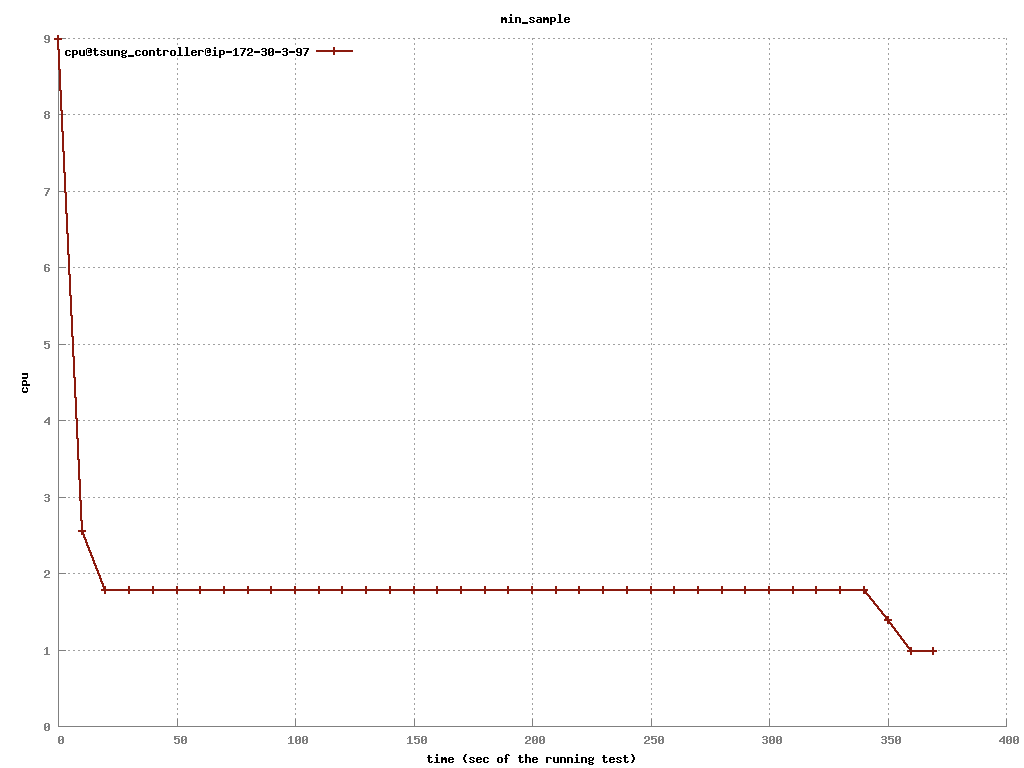 min_sample
cpu@tsung_controller@ip-172-30-3-97
9
8
7
6
5
4
3
2
1
0
cpu
0 50 100 150 200 250 300 350 400
time (sec of the running test)